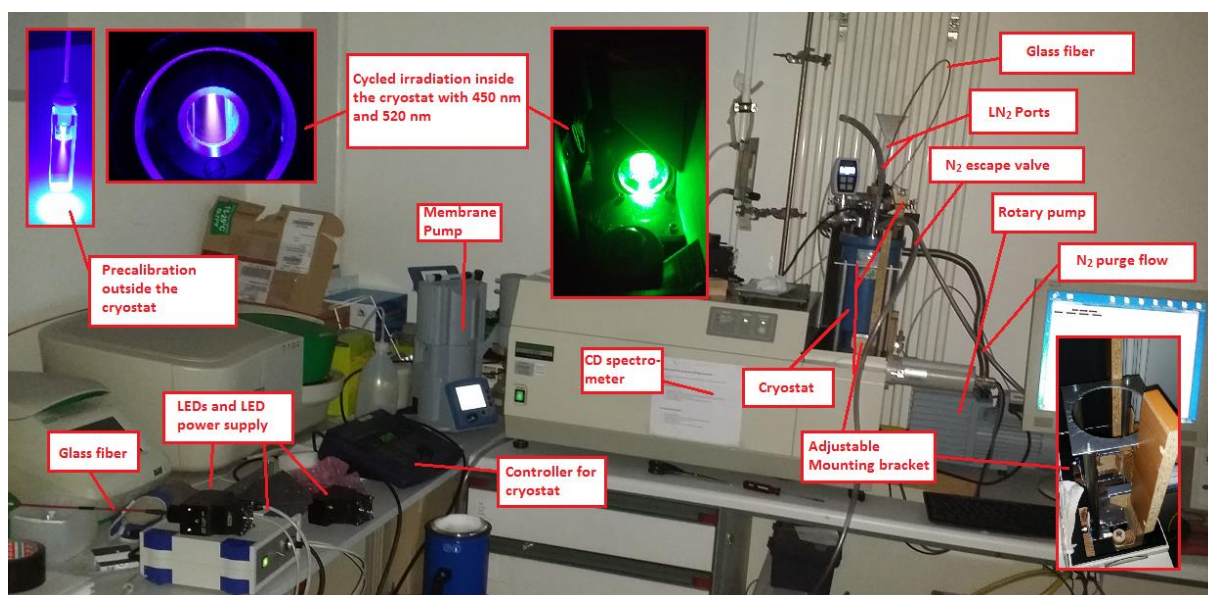 Glass fiber
Cycled irradiation inside
the cryostat with 450 nm
and 520 nm
LN2 Ports
N2 escape valve
Membrane
Pump
Rotary pump
Precalibration
outside the
cryostat
N2 purge flow
CD spectro-
meter
Cryostat
LEDs and LED
power supply
Glass fiber
Controller for
cryostat
Adjustable
Mounting bracket